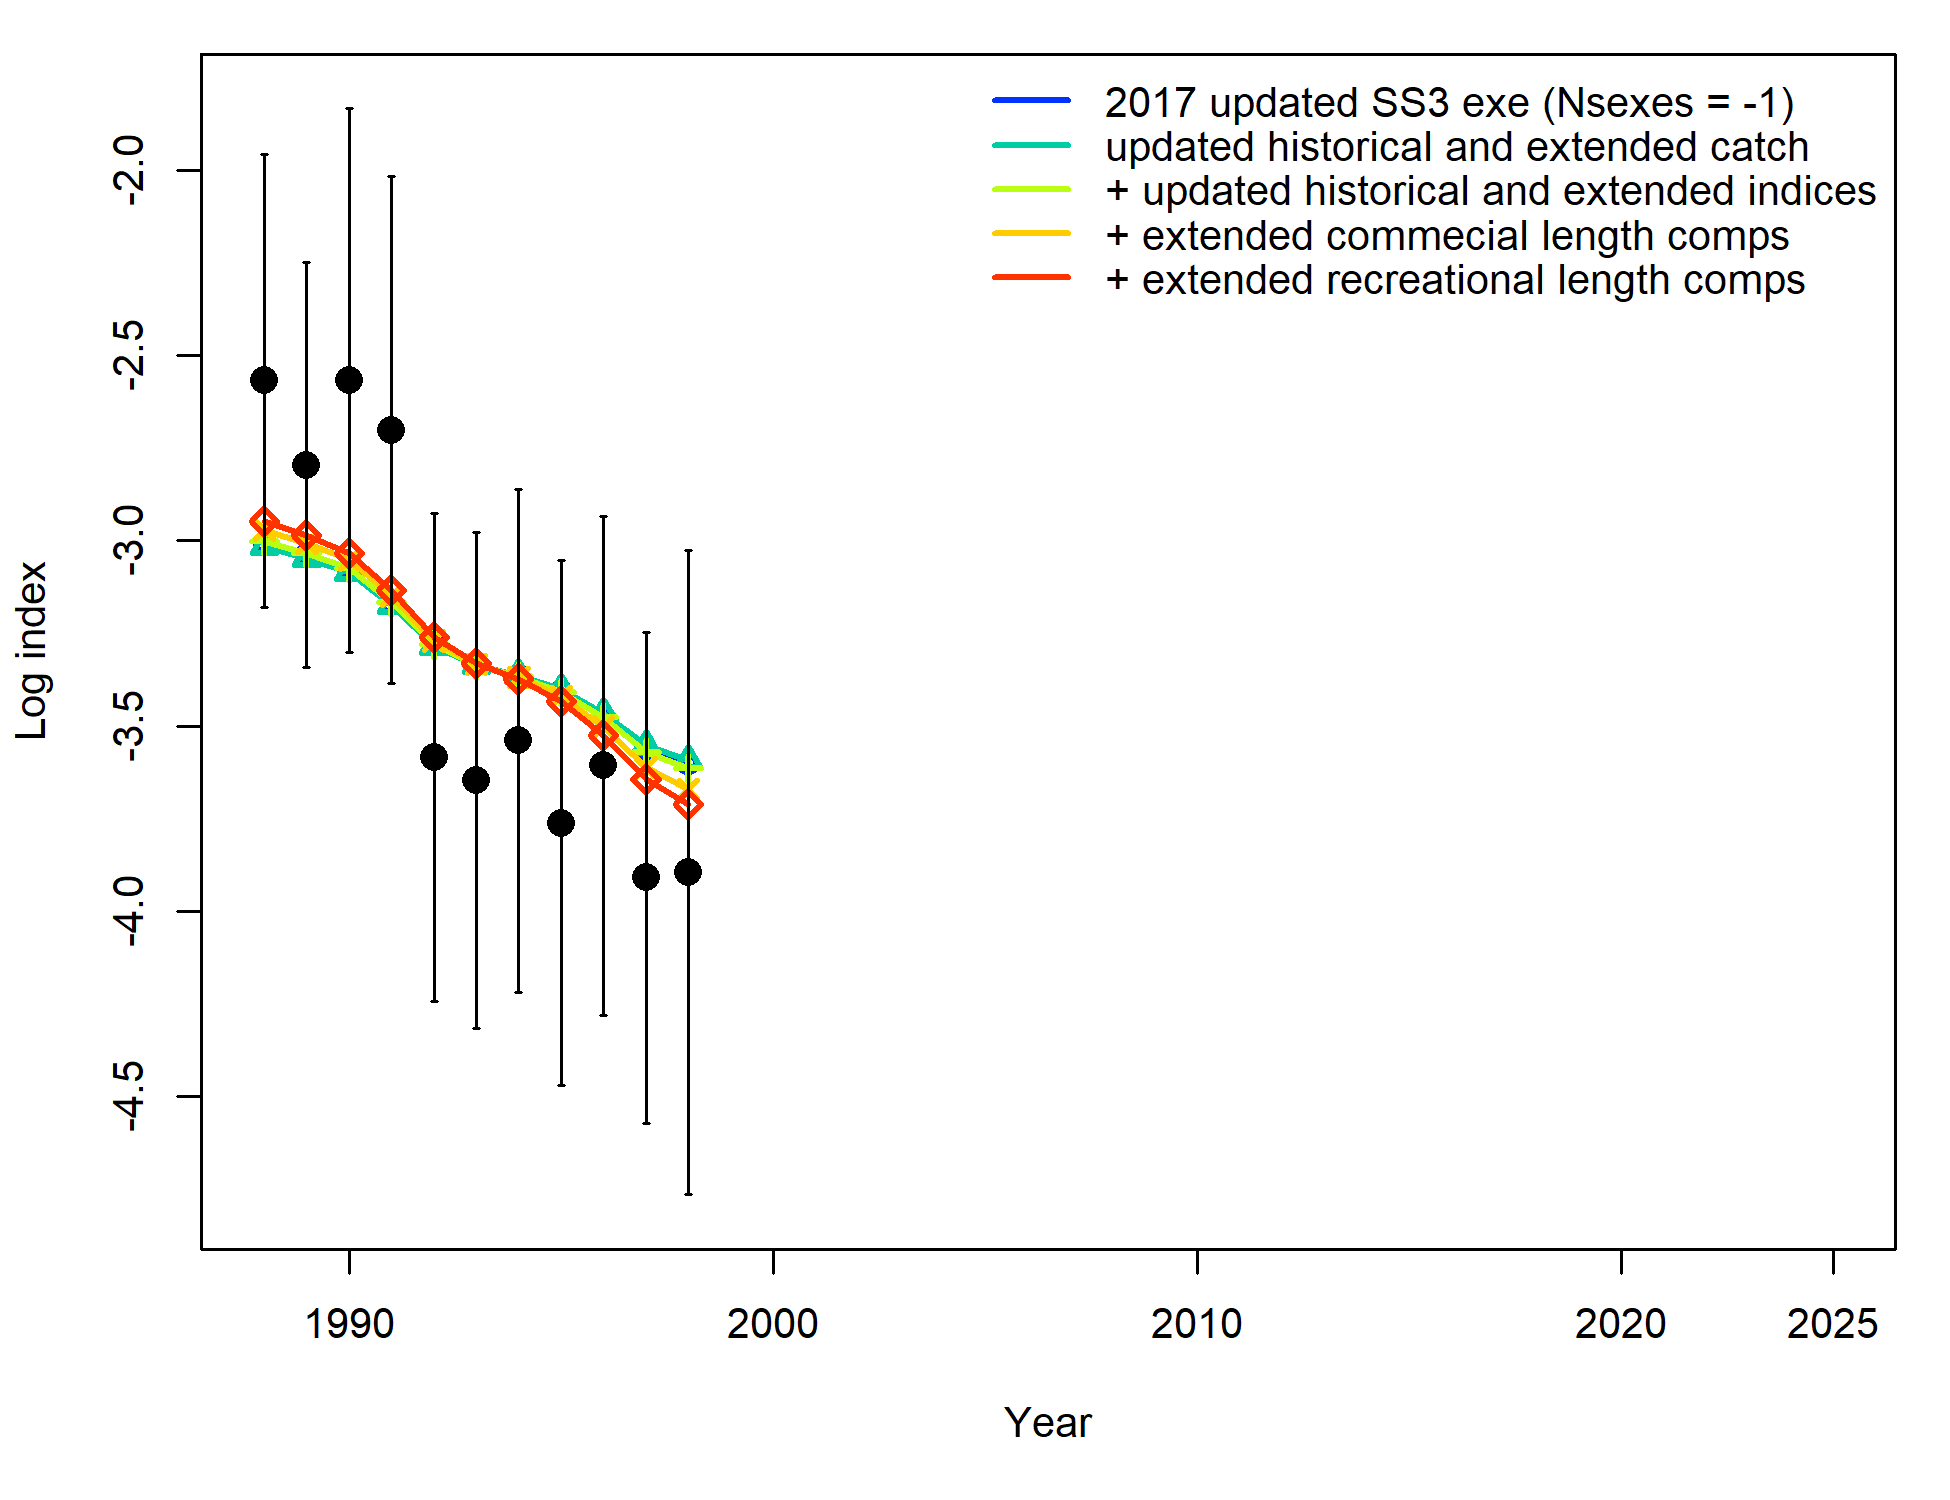 2017 updated SS3 exe (Nsexes = -1)
updated historical and extended catch
+ updated historical and extended indices
+ extended commecial length comps
+ extended recreational length comps
-2.0
-2.5
-3.0
-3.5
-4.0
-4.5
Log index
1990
2000
2010
2020
2025
Year